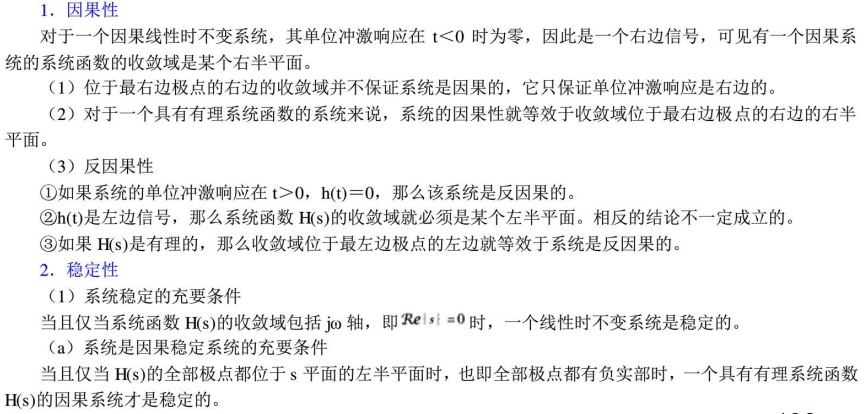 1．因果性
对于一个因果线性时不变系统，其单位冲激响应在 t＜0 时为零，因此是一个右边信号，可见有一个因果系
统的系统函数的收敛域是某个右半平面。
（1）位于最右边极点的右边的收敛域并不保证系统是因果的，它只保证单位冲激响应是右边的。
（2）对于一个具有有理系统函数的系统来说，系统的因果性就等效于收敛域位于最右边极点的右边的右半
平面。
（3）反因果性
①如果系统的单位冲激响应在 t＞0，h(t)＝0，那么该系统是反因果的。
②h(t)是左边信号，那么系统函数 H(s)的收敛域就必须是某个左半平面。相反的结论不一定成立的。
③如果 H(s)是有理的，那么收敛域位于最左边极点的左边就等效于系统是反因果的。
2．稳定性
（1）系统稳定的充要条件
当且仅当系统函数 H(s)的收敛域包括 jω 轴，即 Re{s}=0 时，一个线性时不变系统是稳定的。
（a）系统是因果稳定系统的充要条件
当且仅当 H(s)的全部极点都位于 s 平面的左半平面时，也即全部极点都有负实部时，一个具有有理系统函数
H(s)的因果系统才是稳定的。